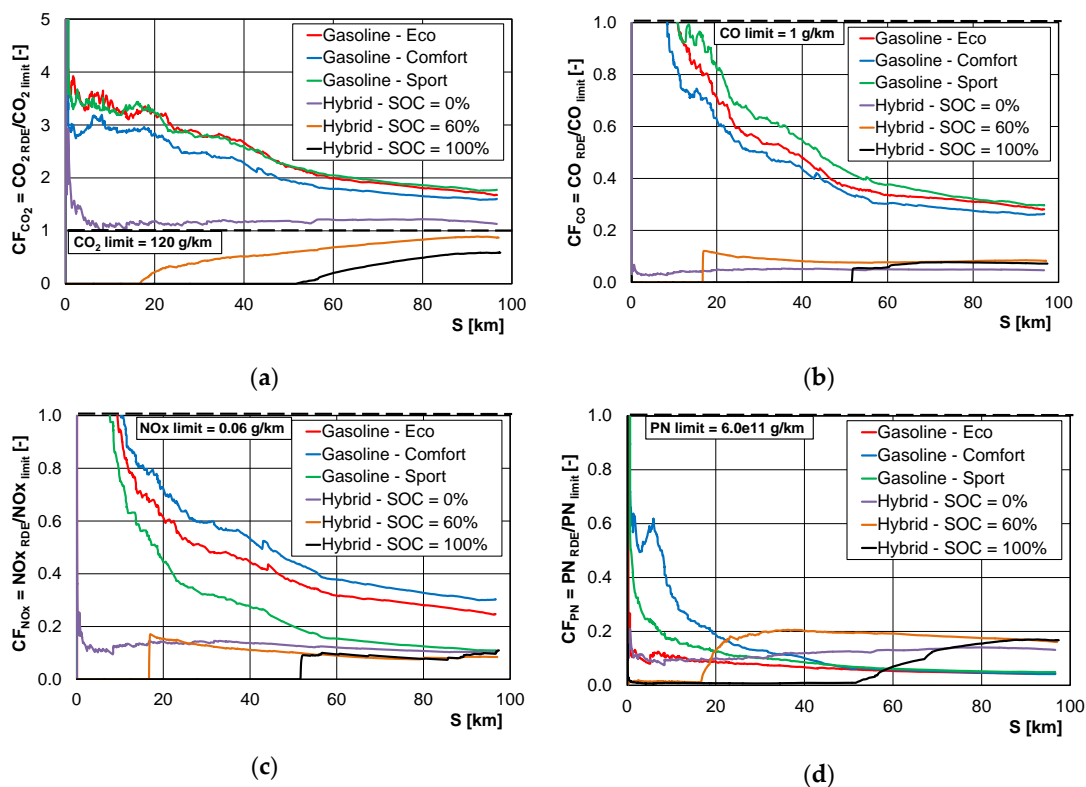 CF CO2 = CO2 RDE/CO2 limit [-]
5
4
3
2
1
0
Gasoline - Eco
Gasoline - Comfort
Gasoline - Sport
Hybrid - SOC = 0%
Hybrid - SOC = 60%
Hybrid - SOC = 100%
CO2 limit = 120 g/km
0 20 40 60 80 100
S [km]
(a)
CF CO = CO RDE/CO limit [-]
1.0
0.8
0.6
0.4
0.2
0.0
CO limit = 1 g/km
Gasoline - Eco
Gasoline - Comfort
Gasoline - Sport
Hybrid - SOC = 0%
Hybrid - SOC = 60%
Hybrid - SOC = 100%
0 20 40 60 80 100
S [km]
(b)
CF NOx = NOx RDE/NOx limit [-]
1.0
0.8
0.6
0.4
0.2
0.0
NOx limit = 0.06 g/km
Gasoline - Eco
Gasoline - Comfort
Gasoline - Sport
Hybrid - SOC = 0%
Hybrid - SOC = 60%
Hybrid - SOC = 100%
0 20 40 60 80 100
S [km]
(c)
CF PN = PN RDE/PN limit [-]
1.0
0.8
0.6
0.4
0.2
0.0
PN limit = 6.0e11 g/km
Gasoline - Eco
Gasoline - Comfort
Gasoline - Sport
Hybrid - SOC = 0%
Hybrid - SOC = 60%
Hybrid - SOC = 100%
0 20 40 60 80 100
S [km]
(d)